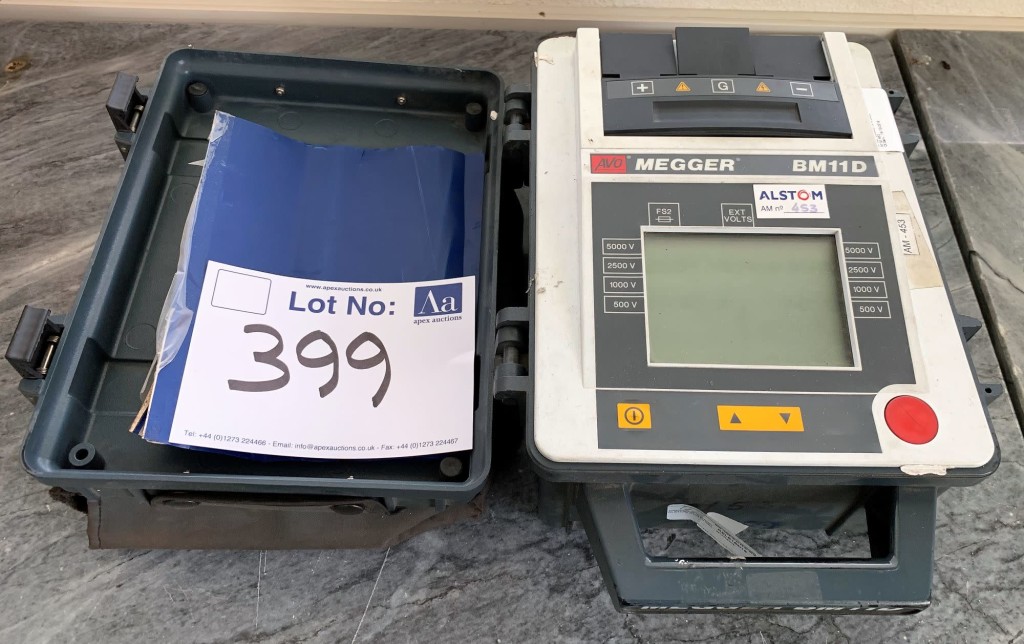 www.apexauctions.co.uk
Lot No:
Aa
apex auctions
399
Tel: +44 (0)1273 224466 - Email: info@apexauctions.co.uk - Fax: +44 (0)1273 224467
+ G −
AVO MEGGER BM11D
ALSTOM
AM nº 453
FS2
EXT
VOLTS
5000 V
2500 V
1000 V
500 V
5000 V
2500 V
1000 V
500 V
AM - 453